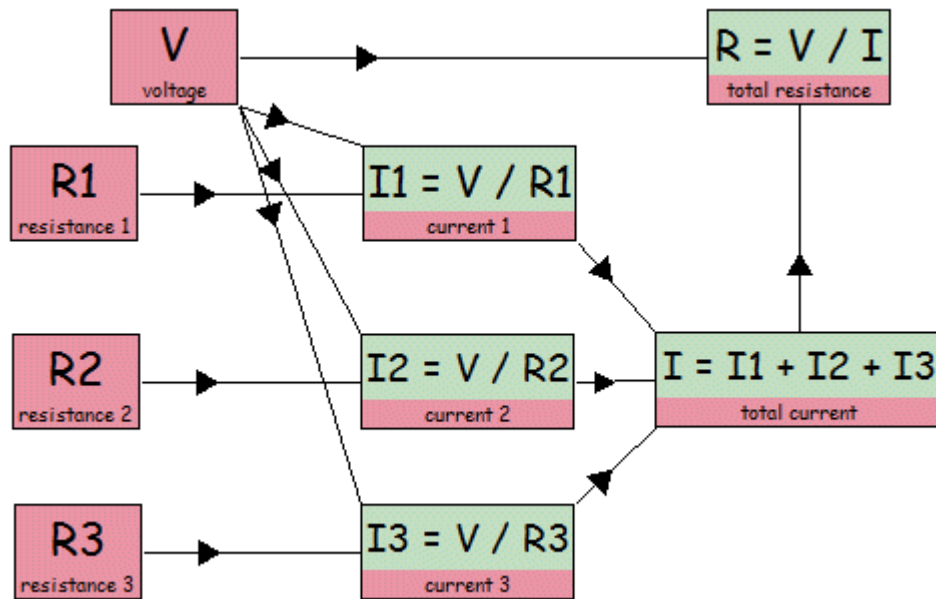 V
voltage
R = V / I
total resistance
R1
resistance 1
I1 = V / R1
current 1
R2
resistance 2
I2 = V / R2
current 2
I = I1 + I2 + I3
total current
R3
resistance 3
I3 = V / R3
current 3